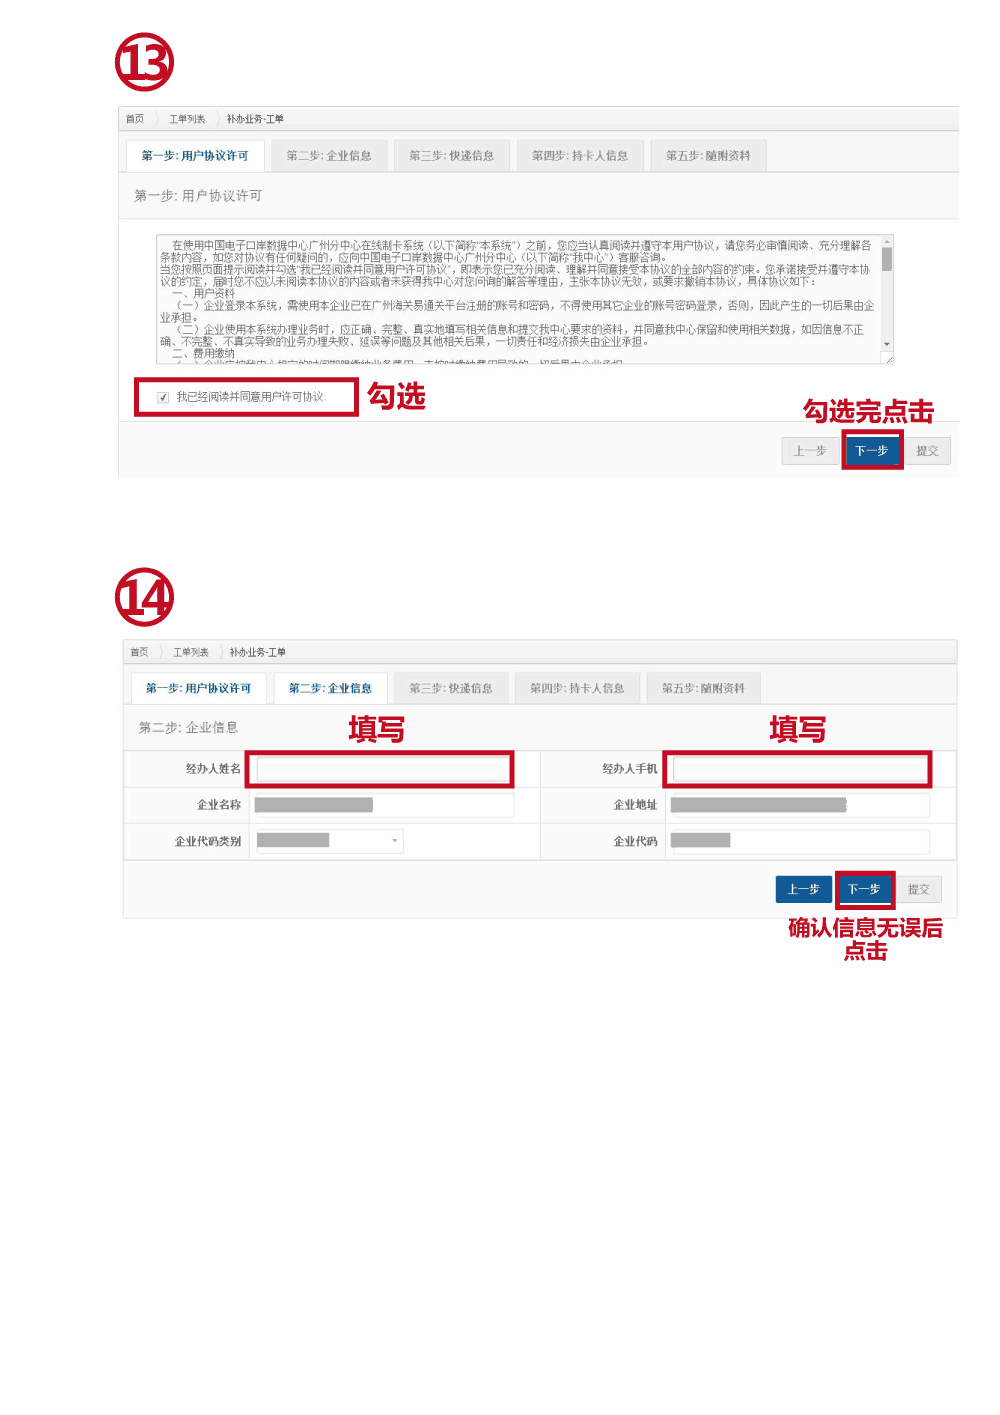 ⑬
首页 工单列表 补办业务-工单
第一步: 用户协议许可 第二步: 企业信息 第三步: 快递信息 第四步: 持卡人信息 第五步: 随附资料
第一步: 用户协议许可
在使用中国电子口岸数据中心广州分中心在线制卡系统（以下简称“本系统”）之前，您应当认真阅读并遵守本用户协议，请您务必审慎阅读、充分理解各
条款内容，如您对协议有任何疑问的，应向中国电子口岸数据中心广州分中心（以下简称“我中心”）客服咨询。
当您按照页面提示阅读并勾选“我已经阅读并同意用户许可协议”，即表示您已充分阅读、理解并同意接受本协议的全部内容的约束。您承诺接受并遵守本协
议的约定，届时您不应以未阅读本协议的内容或者未获得我中心对您问询的解答等理由，主张本协议无效，或要求撤销本协议，具体协议如下：
一、用户资料
（一）企业登录本系统，需使用本企业已在广州海关易通关平台注册的账号和密码，不得使用其它企业的账号密码登录，否则，因此产生的一切后果由企
业承担。
（二）企业使用本系统办理业务时，应正确、完整、真实地填写相关信息和提交我中心要求的资料，并同意我中心保留和使用相关数据，如因信息不正
确、不完整、不真实导致的业务办理失败、延误等问题及其他相关后果，一切责任和经济损失由企业承担。
二、费用缴纳
我已经阅读并同意用户许可协议. 勾选
勾选完点击
上一步 下一步 提交
⑭
首页 工单列表 补办业务-工单
第一步: 用户协议许可 第二步: 企业信息 第三步: 快递信息 第四步: 持卡人信息 第五步: 随附资料
第二步: 企业信息 填写 填写
经办人姓名 经办人手机
企业名称 企业地址
企业代码类别 企业代码
上一步 下一步 提交
确认信息无误后
点击